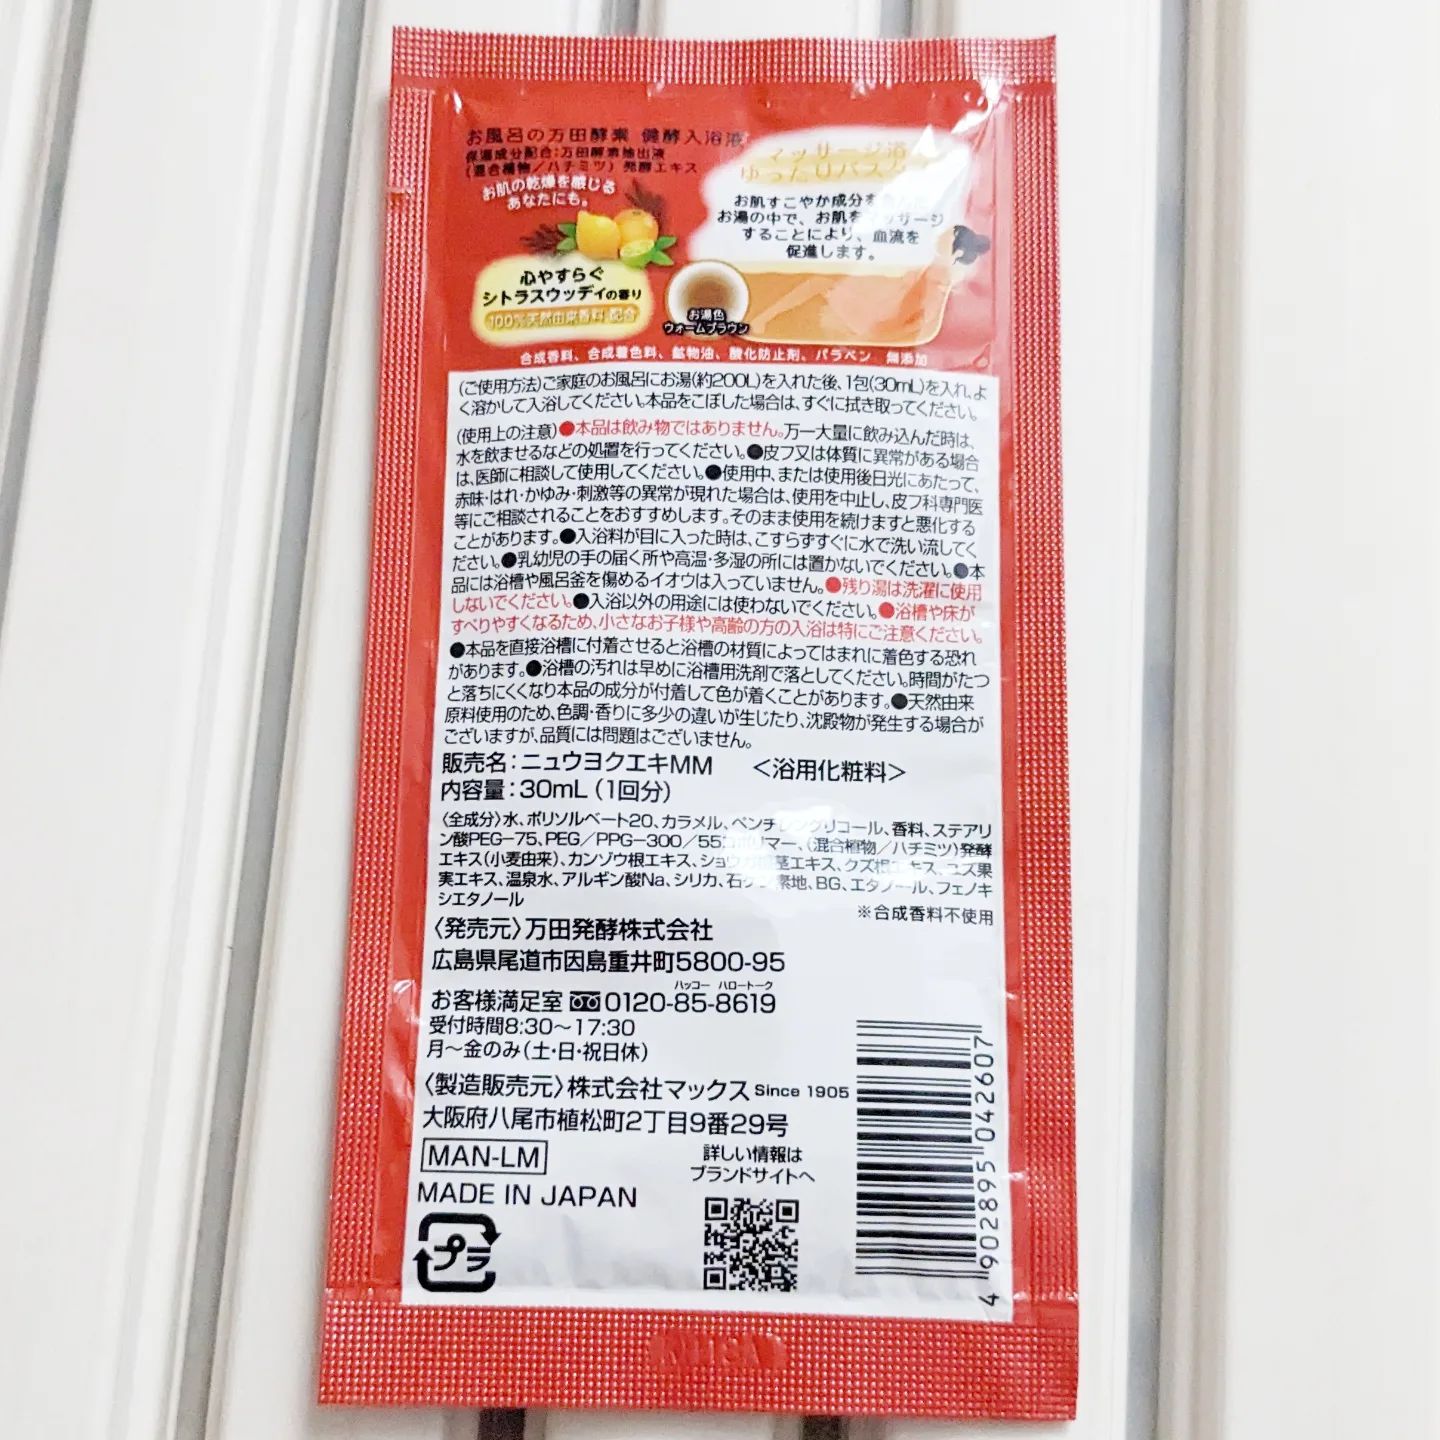 お風呂の万田酵素 健酵入浴液
保湿成分配合:万田酵素抽出液
(混合植物/ハチミツ)発酵エキス
お肌の乾燥を感じる
あなたにも。
マッサージ浴
ゆったりバスタ
お肌すこやか成分を
お湯の中で、お肌をマッサージ
することにより、血流を
促進します。
心やすらぐ
シトラスウッディの香り
100%天然由来香料 配合
お湯色
ウォームブラウン
合成香料、合成着色料、鉱物油、酸化防止剤、パラベン 無添加
(ご使用方法)ご家庭のお風呂にお湯(約200L)を入れた後、1包(30mL)を入れ、よ
く溶かして入浴してください。本品をこぼした場合は、すぐに拭き取ってください。
(使用上の注意)●本品は飲み物ではありません。万一大量に飲み込んだ時は、
水を飲ませるなどの処置を行ってください。●皮フ又は体質に異常がある場合
は、医師に相談して使用してください。●使用中、または使用後日光にあたって、
赤味・はれ・かゆみ・刺激等の異常が現れた場合は、使用を中止し、皮フ科専門医
等にご相談されることをおすすめします。そのまま使用を続けますと悪化する
ことがあります。●入浴料が目に入った時は、こすらずすぐに水で洗い流してく
ださい。●乳幼児の手の届く所や高温・多湿の所には置かないでください。●本
品には浴槽や風呂釜を傷めるイオウは入っていません。●残り湯は洗濯に使用
しないでください。●入浴以外の用途には使わないでください。●浴槽や床が
すべりやすくなるため、小さなお子様や高齢の方の入浴は特にご注意ください。
●本品を直接浴槽に付着させると浴槽の材質によってはまれに着色する恐れ
があります。●浴槽の汚れは早めに浴槽用洗剤で落としてください。時間がたつ
と落ちにくくなり本品の成分が付着して色が着くことがあります。●天然由来
原料使用のため、色調・香りに多少の違いが生じたり、沈殿物が発生する場合が
ございますが、品質には問題はございません。
販売名:ニュウヨクエキMM <浴用化粧料>
内容量:30mL(1回分)
〈全成分〉水、ポリソルベート20、カラメル、ペンチレングリコール、香料、ステアリ
ン酸PEG-75、PEG/PPG-300/55コポリマー、(混合植物/ハチミツ)発酵
エキス(小麦由来)、カンゾウ根エキス、ショウガ根茎エキス、クズ根エキス、ユズ果
実エキス、温泉水、アルギン酸Na、シリカ、石ケン素地、BG、エタノール、フェノキ
シエタノール
※合成香料不使用
〈発売元〉万田発酵株式会社
広島県尾道市因島重井町5800-95
ハッコー ハロートーク
お客様満足室 0120-85-8619
受付時間8:30~17:30
月~金のみ(土・日・祝日休)
〈製造販売元〉株式会社マックス Since 1905
大阪府八尾市植松町2丁目9番29号
MAN-LM
MADE IN JAPAN
プラ
詳しい情報は
ブランドサイトへ
4902895042607